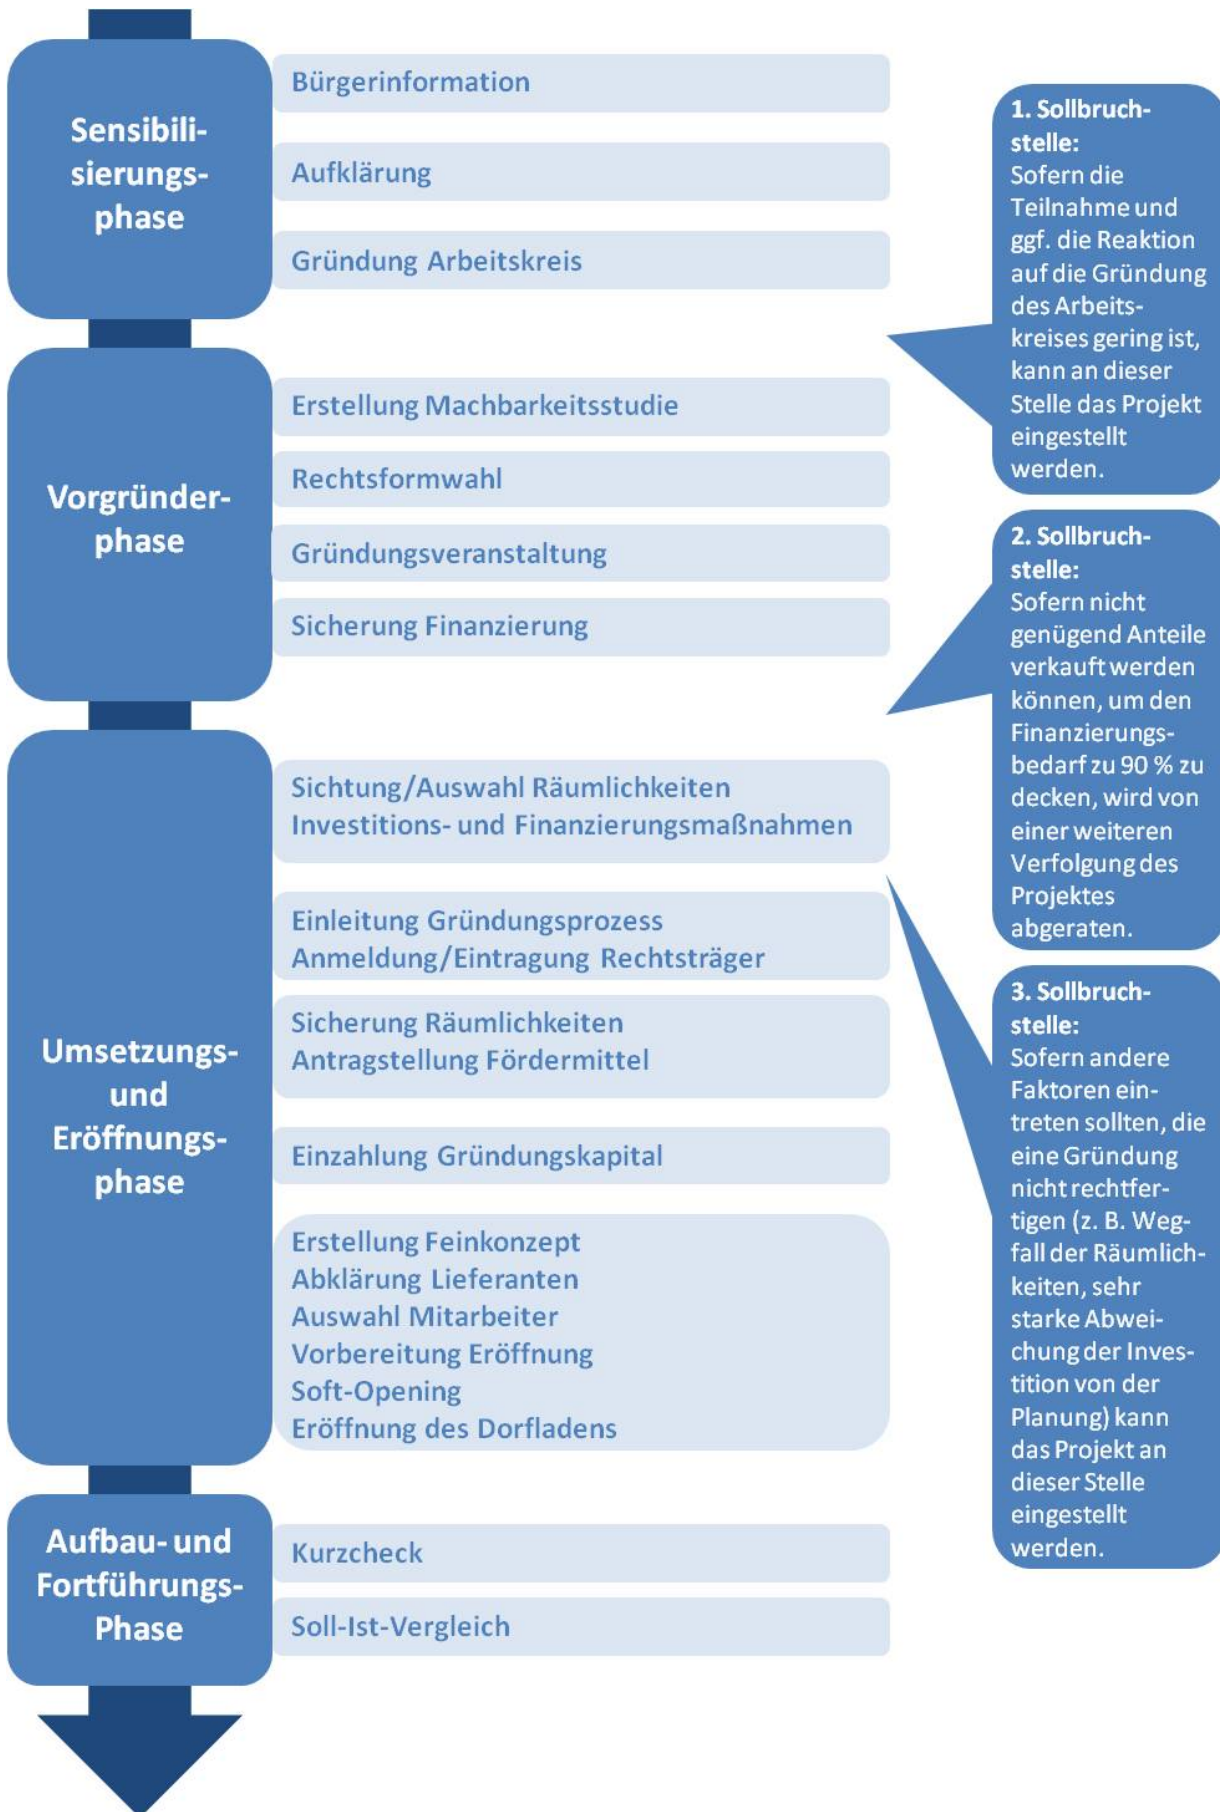 Sensibili-
sierungs-
phase
Bürgerinformation
Aufklärung
Gründung Arbeitskreis
1. Sollbruch-
stelle:
Sofern die
Teilnahme und
ggf. die Reaktion
auf die Gründung
des Arbeits-
kreises gering ist,
kann an dieser
Stelle das Projekt
eingestellt
werden.
Vorgründer-
phase
Erstellung Machbarkeitsstudie
Rechtsformwahl
Gründungsveranstaltung
Sicherung Finanzierung
2. Sollbruch-
stelle:
Sofern nicht
genügend Anteile
verkauft werden
können, um den
Finanzierungs-
bedarf zu 90 % zu
decken, wird von
einer weiteren
Verfolgung des
Projektes
abgeraten.
Umsetzungs-
und
Eröffnungs-
phase
Sichtung/Auswahl Räumlichkeiten
Investitions- und Finanzierungsmaßnahmen
Einleitung Gründungsprozess
Anmeldung/Eintragung Rechtsträger
Sicherung Räumlichkeiten
Antragstellung Fördermittel
Einzahlung Gründungskapital
Erstellung Feinkonzept
Abklärung Lieferanten
Auswahl Mitarbeiter
Vorbereitung Eröffnung
Soft-Opening
Eröffnung des Dorfladens
3. Sollbruch-
stelle:
Sofern andere
Faktoren ein-
treten sollten, die
eine Gründung
nicht rechtfer-
tigen (z. B. Weg-
fall der Räumlich-
keiten, sehr
starke Abwei-
chung der Inves-
tition von der
Planung) kann
das Projekt an
dieser Stelle
eingestellt
werden.
Aufbau- und
Fortführungs-
Phase
Kurzcheck
Soll-Ist-Vergleich